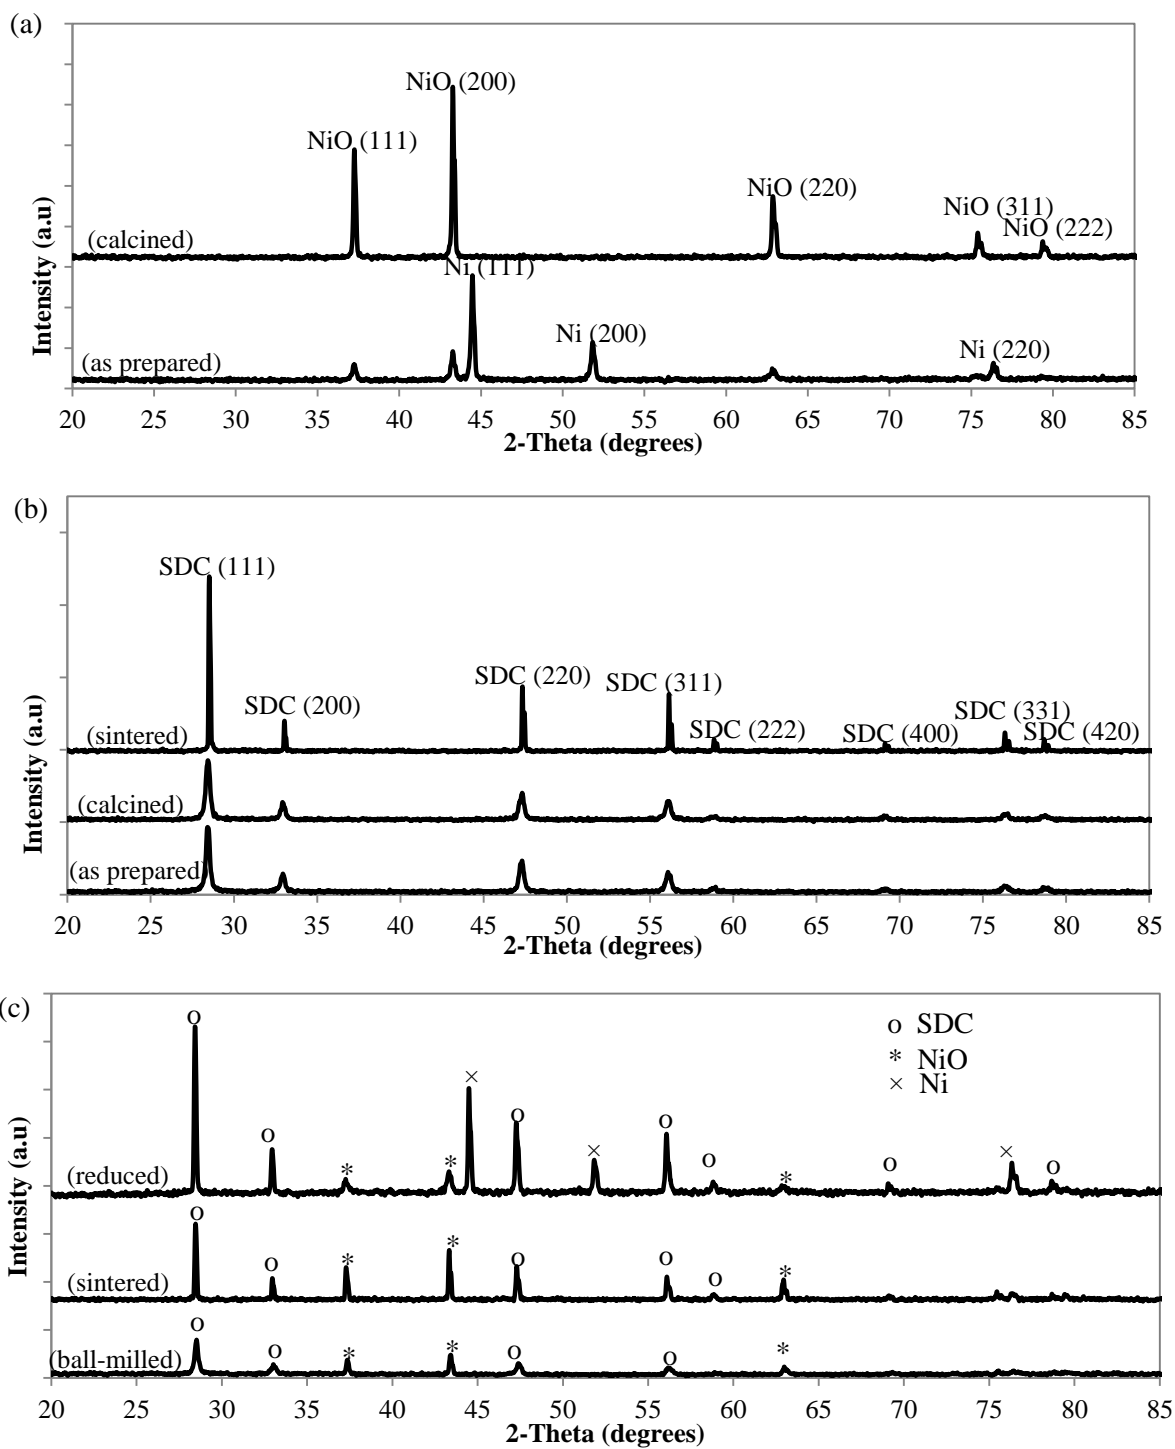 (a)
NiO (200)
NiO (111)
NiO (220)
NiO (311)
NiO (222)
(calcined)
Ni (111)
Ni (200)
Ni (220)
(as prepared)
Intensity (a.u)
20 25 30 35 40 45 50 55 60 65 70 75 80 85
2-Theta (degrees)
(b)
SDC (111)
SDC (200)
SDC (220)
SDC (311)
SDC (222)
SDC (400)
SDC (331)
SDC (420)
(sintered)
(calcined)
(as prepared)
Intensity (a.u)
20 25 30 35 40 45 50 55 60 65 70 75 80 85
2-Theta (degrees)
(c)
o SDC
* NiO
× Ni
o o * * × o × o o * o × o
(reduced)
o o * * o o o *
(sintered)
o o * * o o *
(ball-milled)
Intensity (a.u)
20 25 30 35 40 45 50 55 60 65 70 75 80 85
2-Theta (degrees)